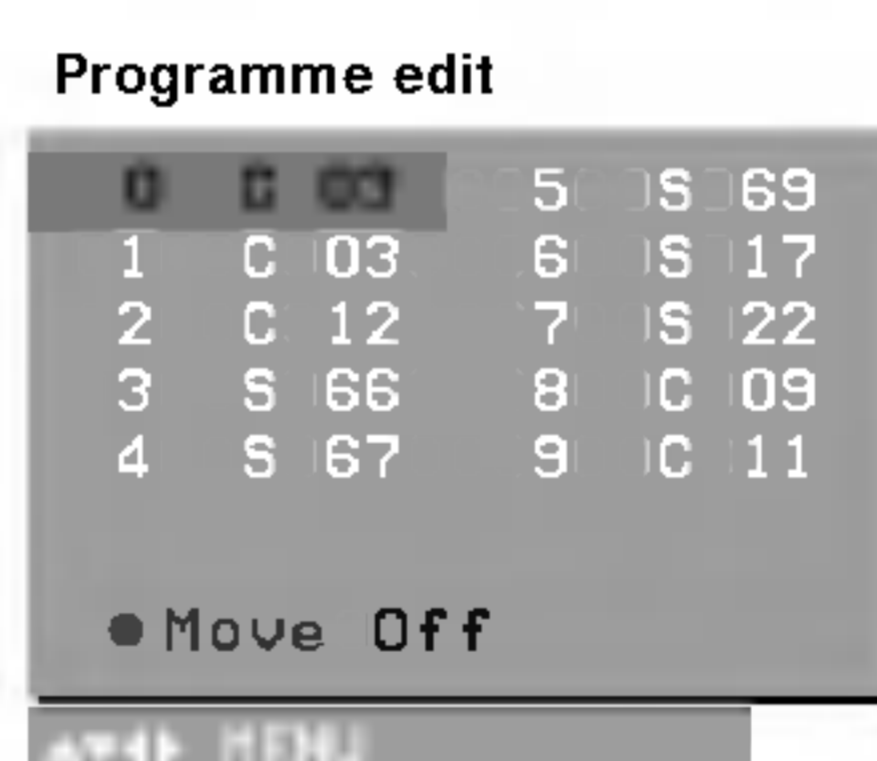 Programme edit
0 C 03 5 S 69
1 C 03 6 S 17
2 C 12 7 S 22
3 S 66 8 C 09
4 S 67 9 C 11
Move Off
MENU